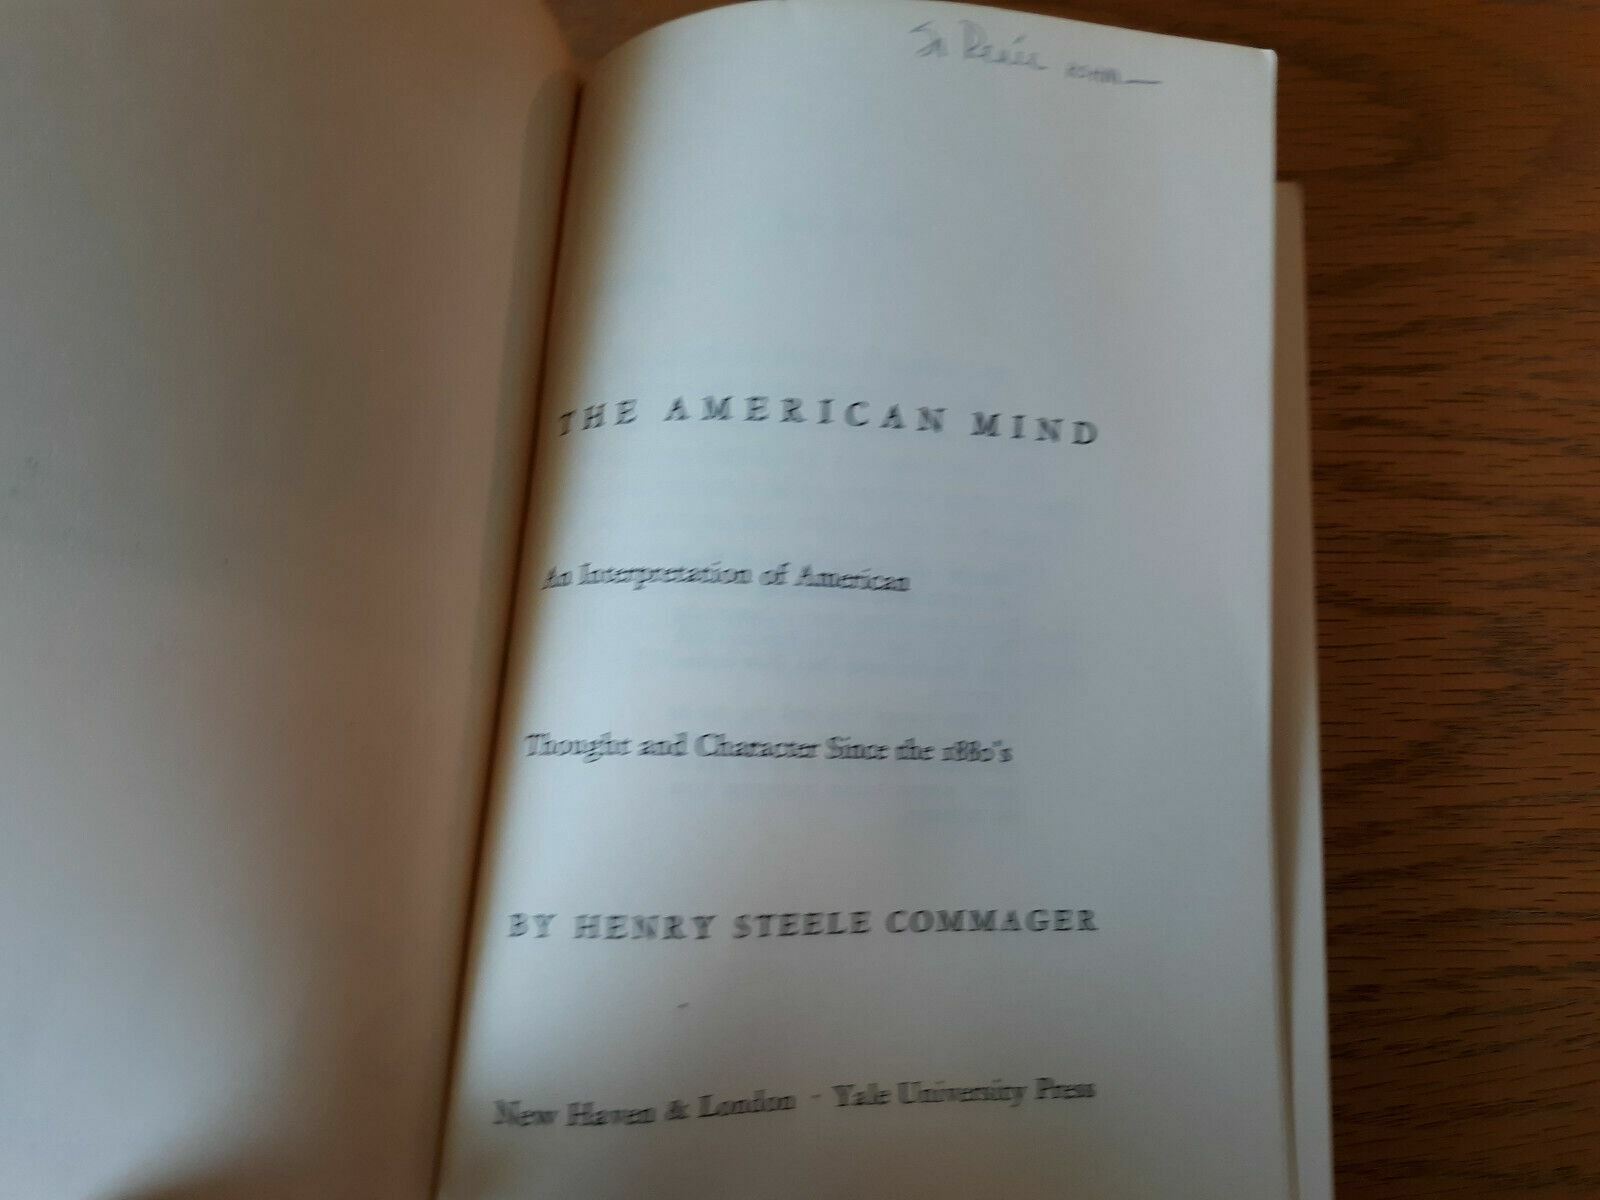 Renée
THE AMERICAN MIND
An Interpretation of American
Thought and Character Since the 1880's
BY HENRY STEELE COMMAGER
New Haven & London · Yale University Press